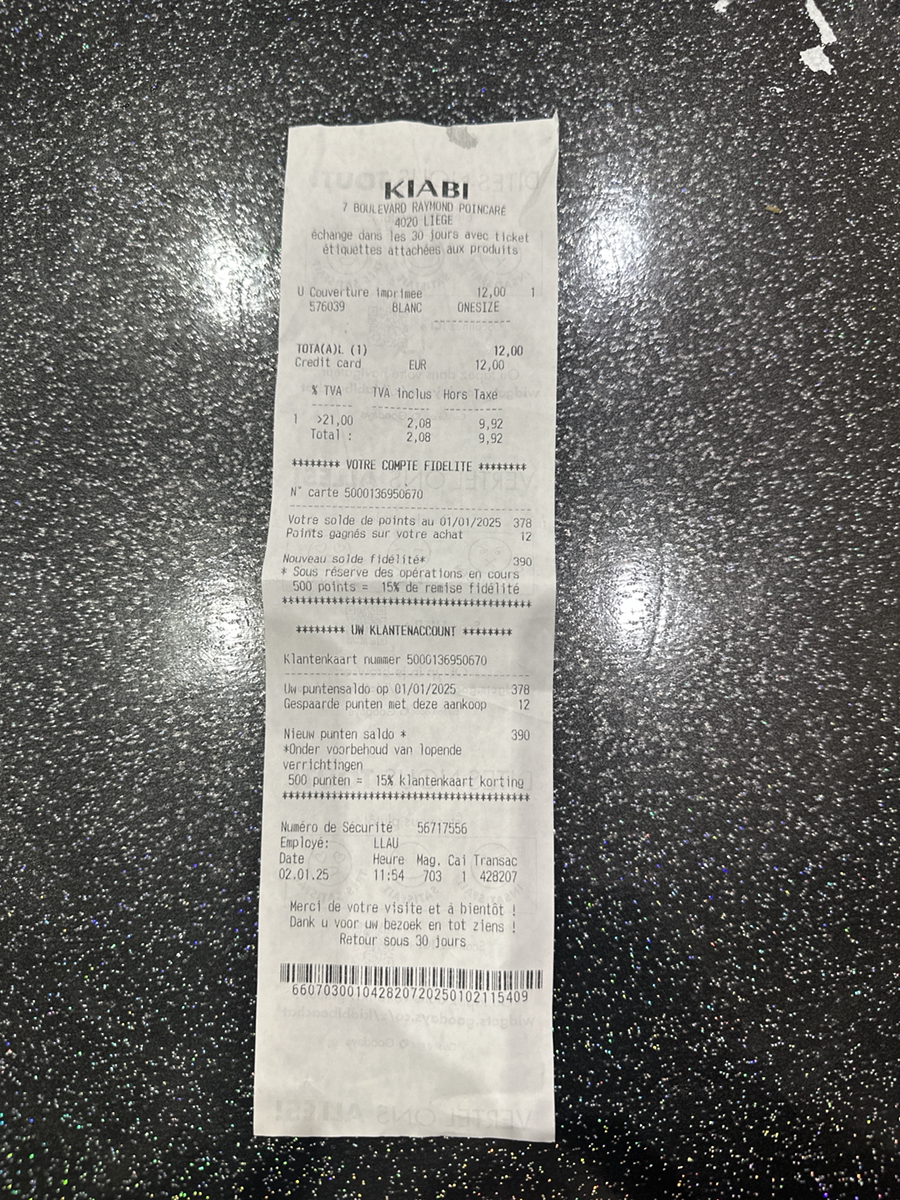 KIABI
7 BOULEVARD RAYMOND POINCARÉ
4020 LIEGE
échange dans les 30 jours avec ticket
étiquettes attachées aux produits
U Couverture imprimee 12,00 1
576039 BLANC ONESIZE
------------
TOTA(A)L (1) 12,00
Credit card EUR 12,00
% TVA TVA inclus Hors Taxe
1 >21,00 2,08 9,92
Total : 2,08 9,92
******** VOTRE COMPTE FIDELITE ********
N° carte 5000136950670
Votre solde de points au 01/01/2025 378
Points gagnés sur votre achat 12
Nouveau solde fidélité* 390
* Sous réserve des opérations en cours
500 points = 15% de remise fidélité
****************************************
******** UW KLANTENACCOUNT ********
Klantenkaart nummer 5000136950670
Uw puntensaldo op 01/01/2025 378
Gespaarde punten met deze aankoop 12
Nieuw punten saldo * 390
*Onder voorbehoud van lopende
verrichtingen
500 punten = 15% klantenkaart korting
****************************************
Numéro de Sécurité 56717556
Employé: LLAU
Date Heure Mag. Cai Transac
02.01.25 11:54 703 1 428207
Merci de votre visite et à bientôt !
Dank u voor uw bezoek en tot ziens !
Retour sous 30 jours
660703001042820720250102115409